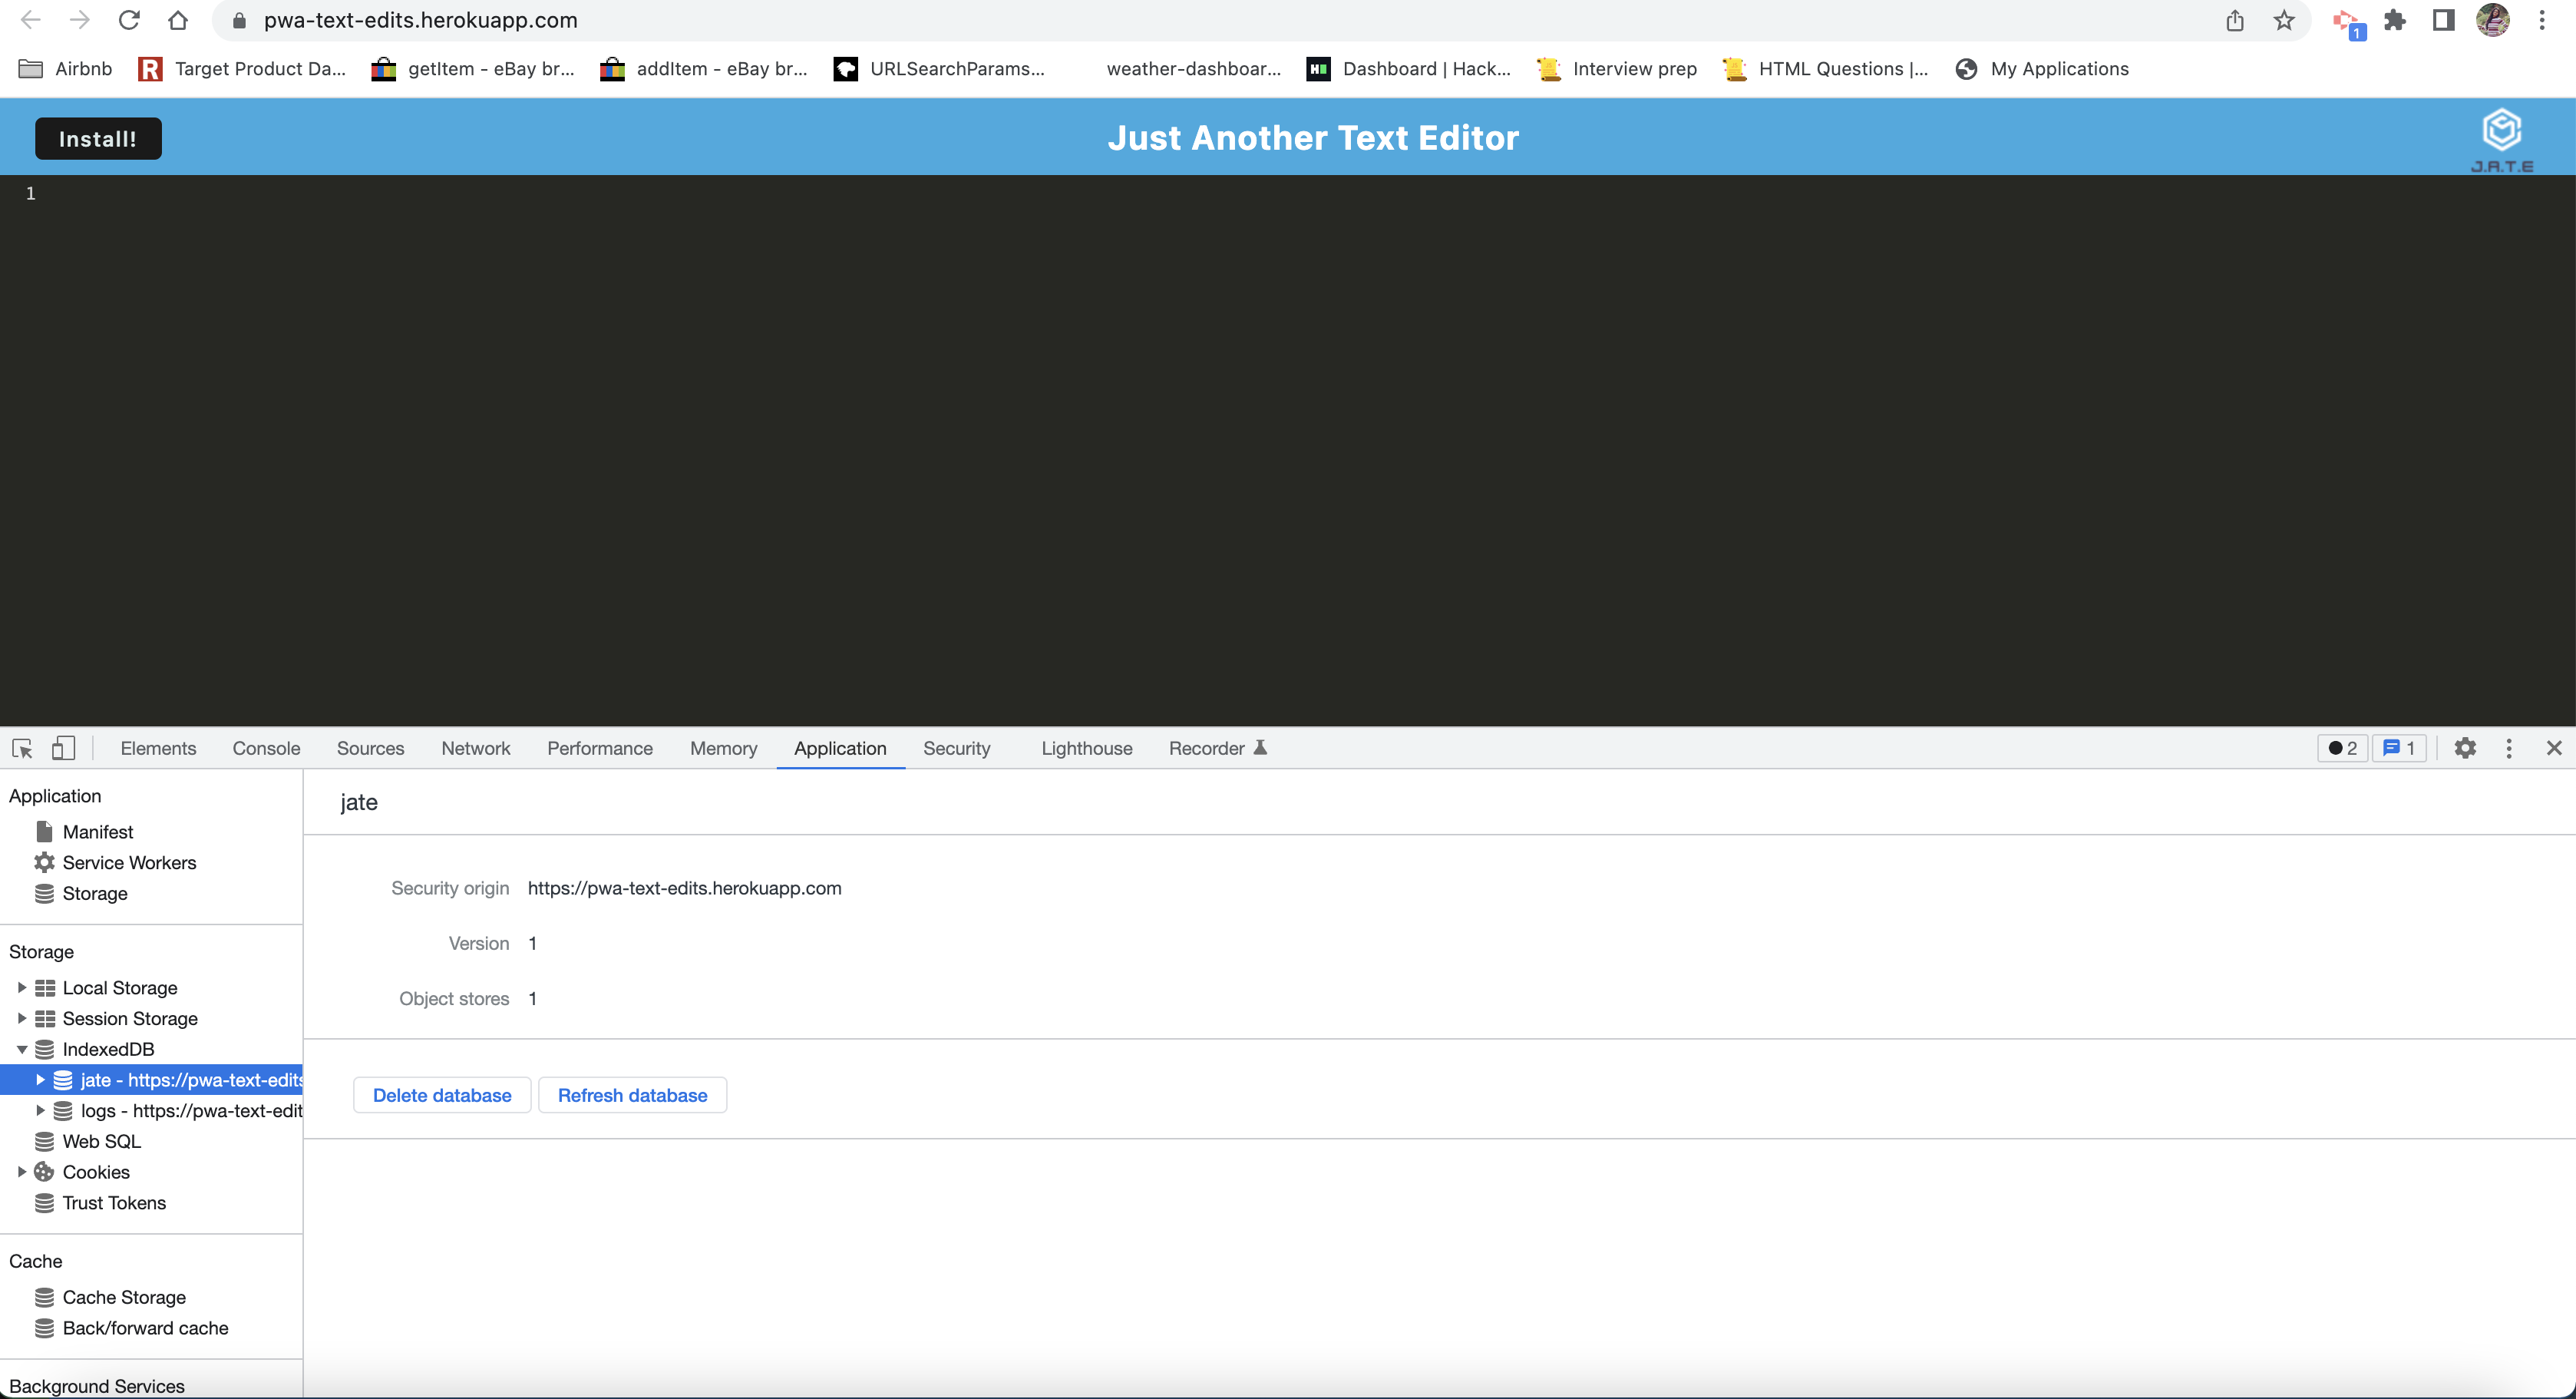 pwa-text-edits.herokuapp.com
1
Airbnb
Target Product Da...
getItem - eBay br...
addItem - eBay br...
URLSearchParams...
weather-dashboar...
Dashboard | Hack...
Interview prep
HTML Questions |...
My Applications
Install!
Just Another Text Editor
J.A.T.E
1
Elements
Console
Sources
Network
Performance
Memory
Application
Security
Lighthouse
Recorder
2
1
Application
Manifest
Service Workers
Storage
Storage
Local Storage
Session Storage
IndexedDB
jate - https://pwa-text-edits
logs - https://pwa-text-edit
Web SQL
Cookies
Trust Tokens
Cache
Cache Storage
Back/forward cache
Background Services
jate
Security origin https://pwa-text-edits.herokuapp.com
Version 1
Object stores 1
Delete database
Refresh database